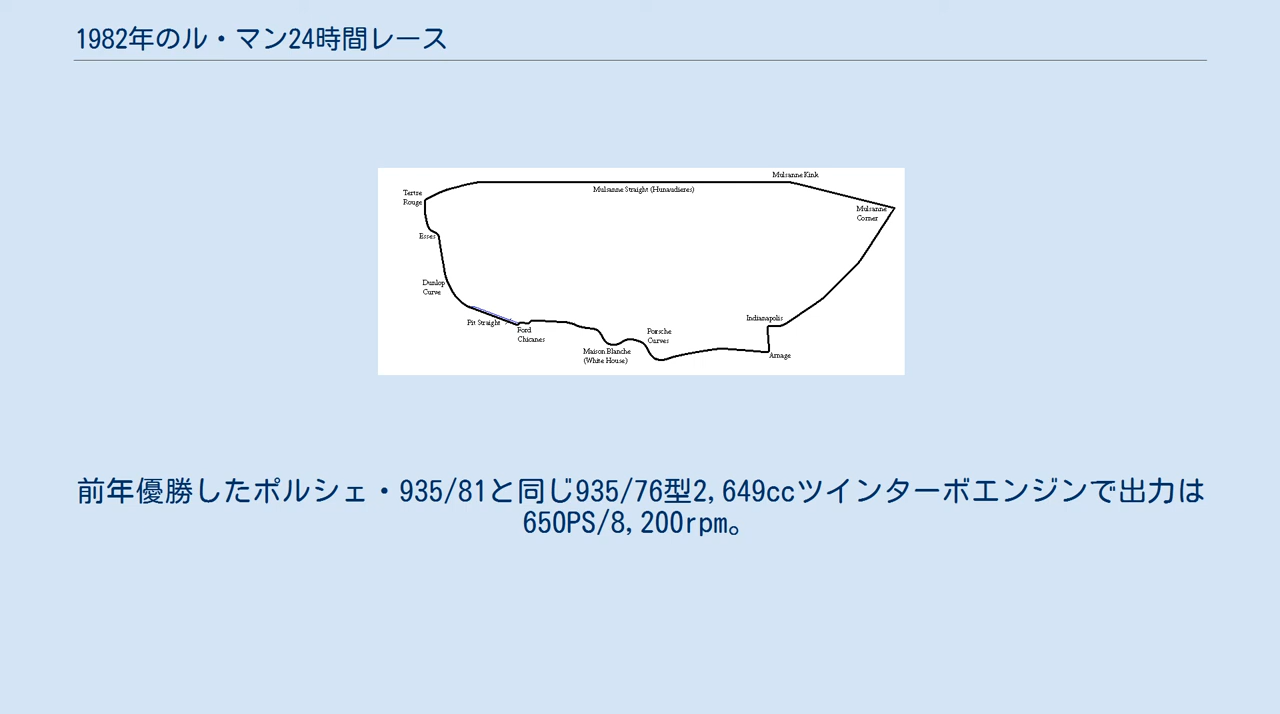 1982年のル・マン24時間レース
Mulsanne Kink
Mulsanne Straight (Hunaudieres)
Tertre
Rouge
Mulsanne
Corner
Esses
Dunlop
Curve
Pit Straight
Ford
Chicanes
Indianapolis
Porsche
Curves
Maison Blanche
(White House)
Arnage
前年優勝したポルシェ・935/81と同じ935/76型2,649ccツインターボエンジンで出力は
650PS/8,200rpm。